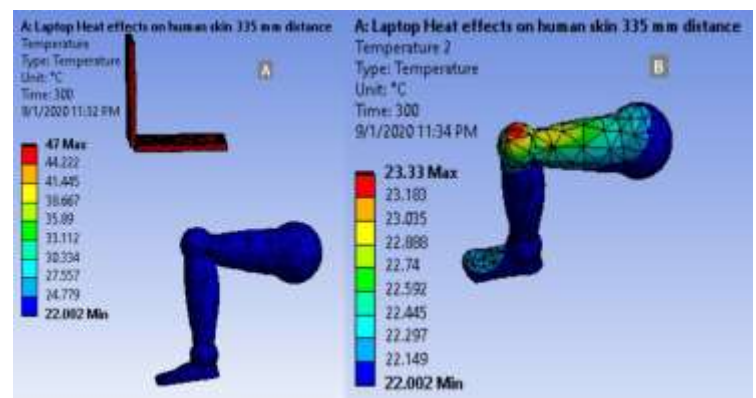 A: Laptop Heat effects on human skin 335 mm distance
Temperature
Type: Temperature
Unit: °C
Time: 300
9/1/2020 11:32 PM
A
47 Max
44.222
41.445
38.667
35.89
33.112
30.334
27.557
24.779
22.002 Min
A: Laptop Heat effects on human skin 335 mm distance
Temperature 2
Type: Temperature
Unit: °C
Time: 300
9/1/2020 11:34 PM
B
23.33 Max
23.183
23.035
22.888
22.74
22.592
22.445
22.297
22.149
22.002 Min